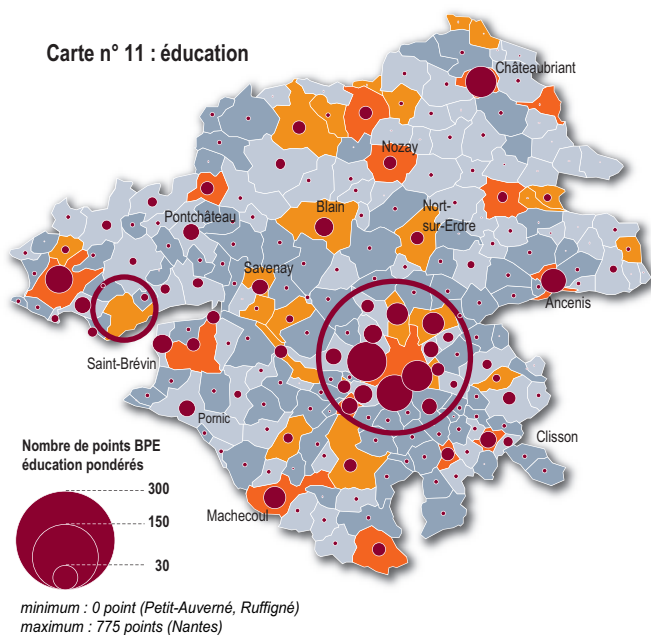 Carte n° 11 : éducation
Châteaubriant
Nozay
Pontchâteau
Blain
Nort-
sur-Erdre
Savenay
Ancenis
Saint-Brévin
Pornic
Clisson
Machecoul
Nombre de points BPE
éducation pondérés
300
150
30
minimum : 0 point (Petit-Auverné, Ruffigné)
maximum : 775 points (Nantes)